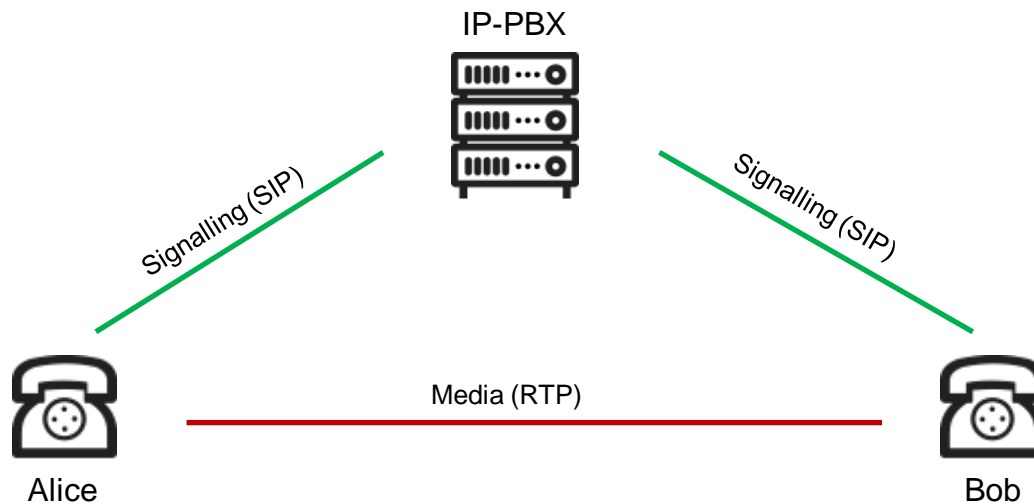 IP-PBX
Signalling (SIP)
Signalling (SIP)
Media (RTP)
Alice
Bob